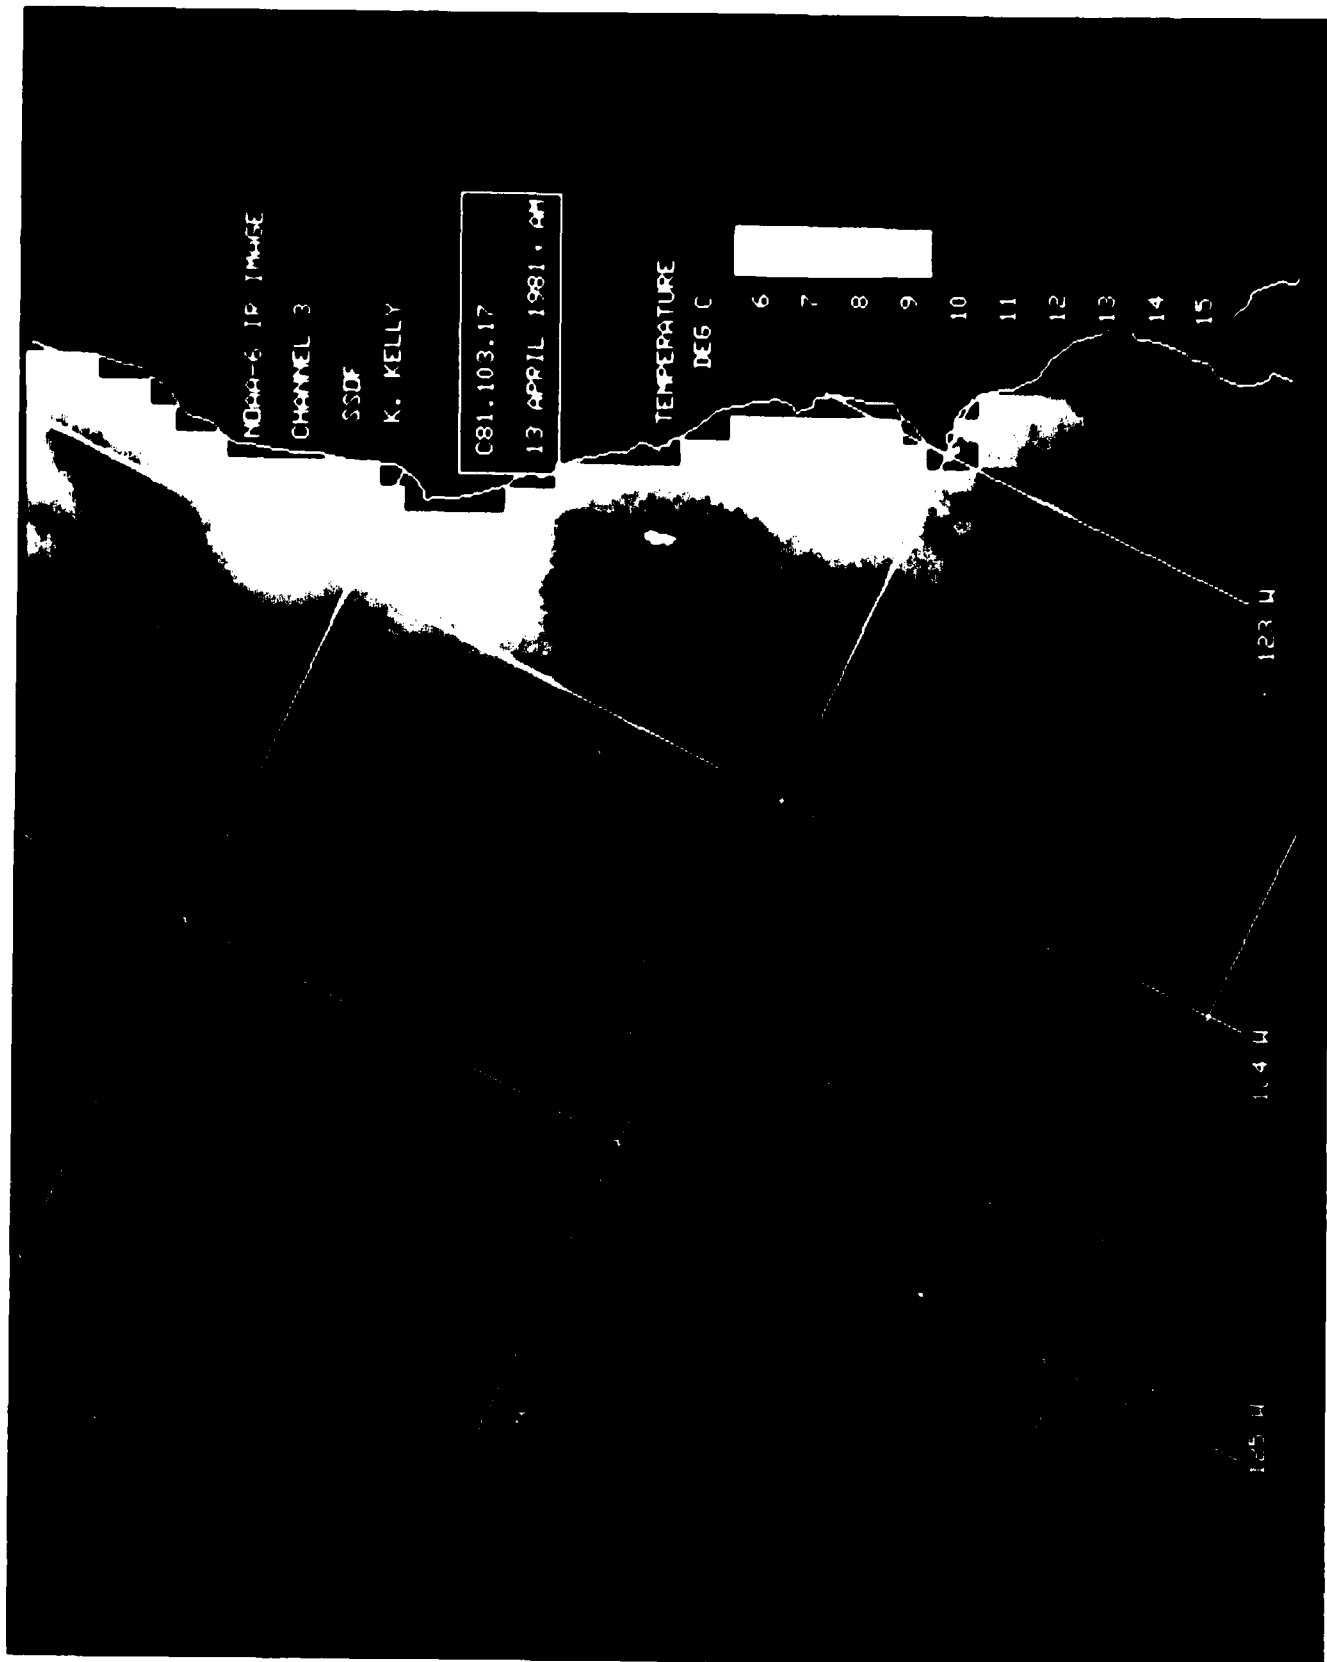 NOAA-6 IR IMAGE
CHANNEL 3
SSDF
K. KELLY
C81.103.17
13 APRIL 1981, AM
TEMPERATURE
DEG C
6
7
8
9
10
11
12
13
14
15
123 W
W
125 W